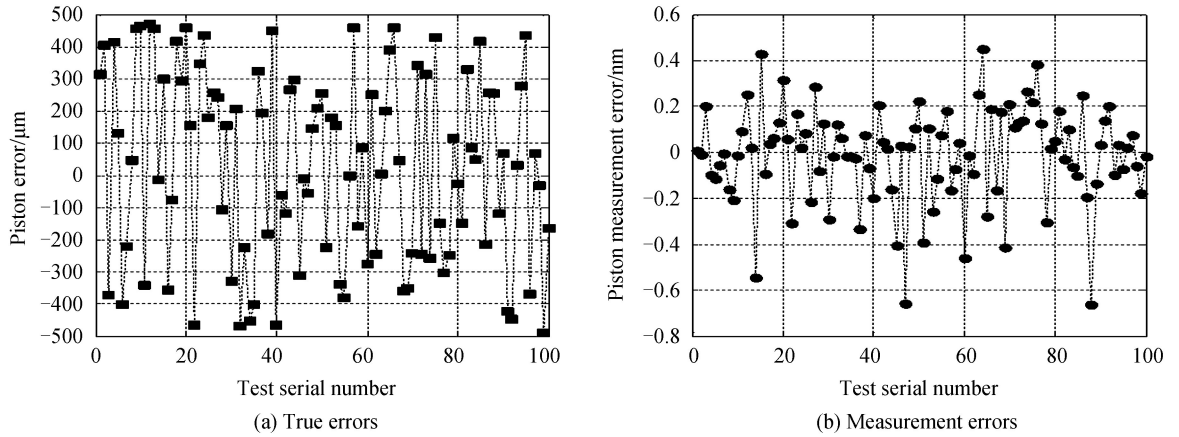 500
400
300
200
100
0
−100
−200
−300
−400
−500
Piston error/μm
0 20 40 60 80 100
Test serial number
(a) True errors
0.6
0.4
0.2
0
−0.2
−0.4
−0.6
−0.8
Piston measurement error/nm
0 20 40 60 80 100
Test serial number
(b) Measurement errors